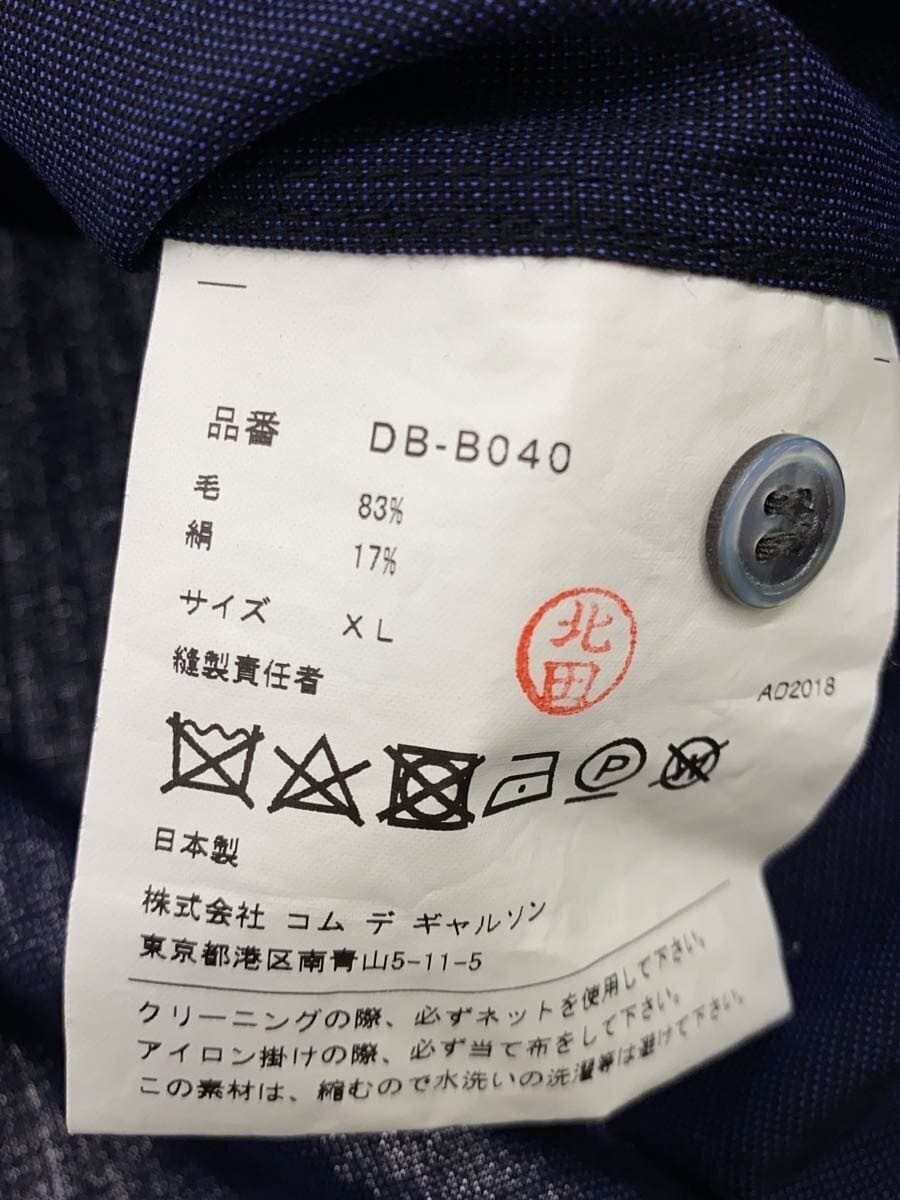 品番 DB-B040
毛 83%
絹 17%
サイズ XL
縫製責任者
北田
AD2018
P
W
日本製
株式会社 コム デ ギャルソン
東京都港区南青山5-11-5
クリーニングの際、必ずネットを使用して下さい。
アイロン掛けの際、必ず当て布をして下さい。
この素材は、縮むので水洗いの洗濯等は避けて下さい。